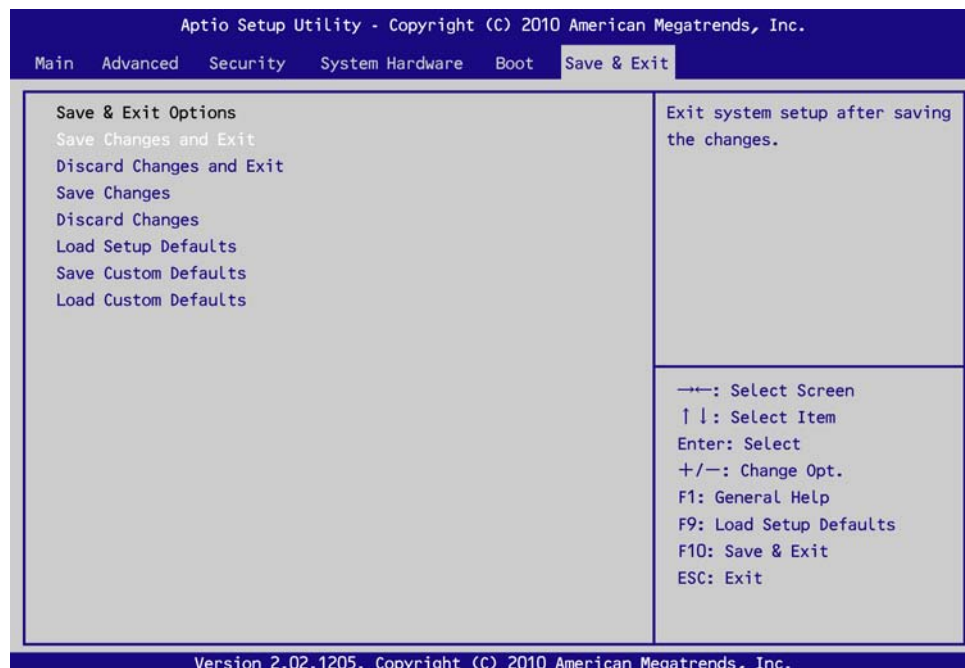 Aptio Setup Utility - Copyright (C) 2010 American Megatrends, Inc.
Main Advanced Security System Hardware Boot Save & Exit
Save & Exit Options
Save Changes and Exit
Discard Changes and Exit
Save Changes
Discard Changes
Load Setup Defaults
Save Custom Defaults
Load Custom Defaults
Exit system setup after saving
the changes.
→←: Select Screen
↑↓: Select Item
Enter: Select
+/−: Change Opt.
F1: General Help
F9: Load Setup Defaults
F10: Save & Exit
ESC: Exit
Version 2.02.1205. Copyright (C) 2010 American Megatrends, Inc.